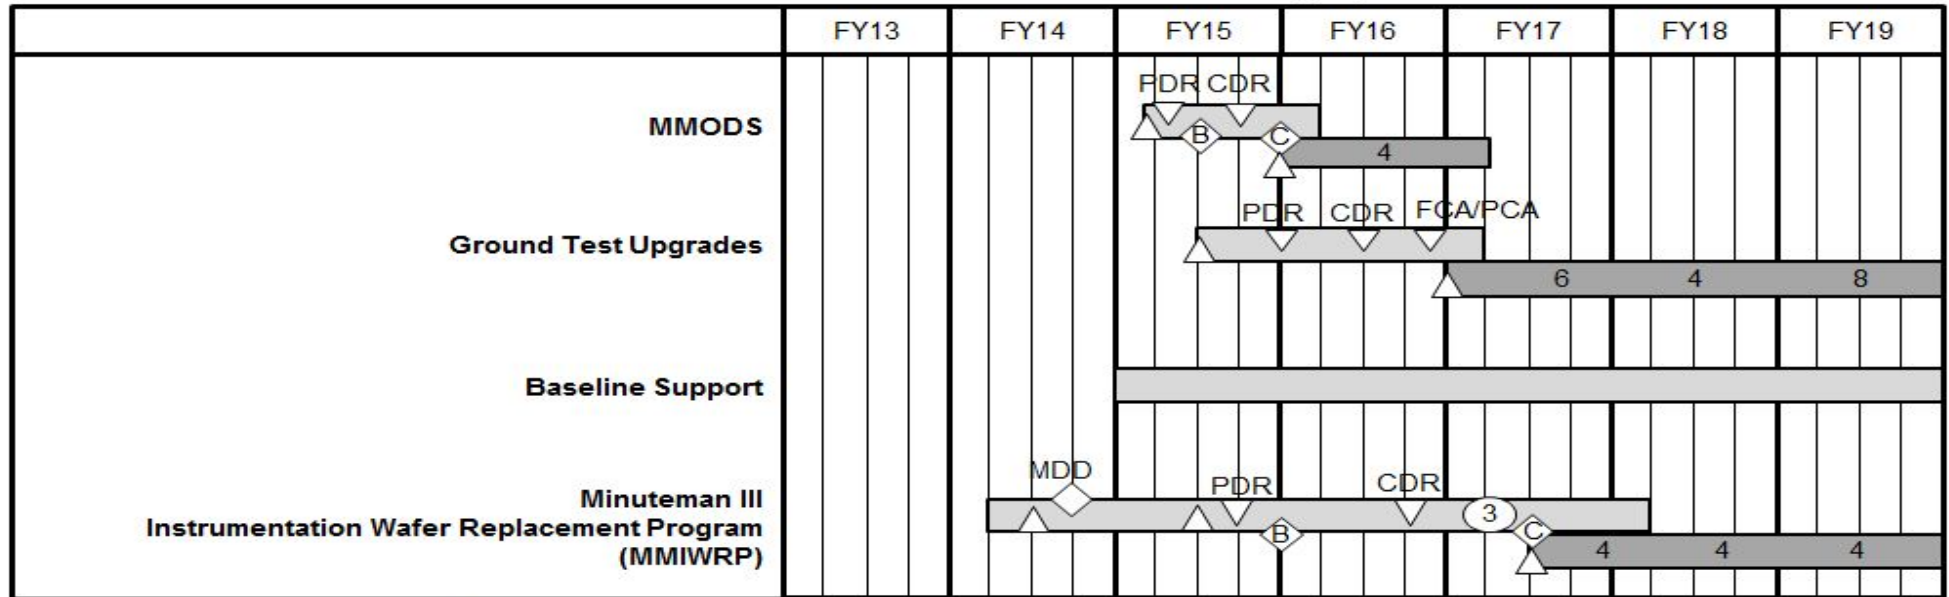 FY13 FY14 FY15 FY16 FY17 FY18 FY19
PDR CDR
MMODS
B C
4
PDR CDR FCA/PCA
Ground Test Upgrades
6 4 8
Baseline Support
MDD
PDR CDR
Minuteman III
3
Instrumentation Wafer Replacement Program
B C
(MMIWRP)
4 4 4